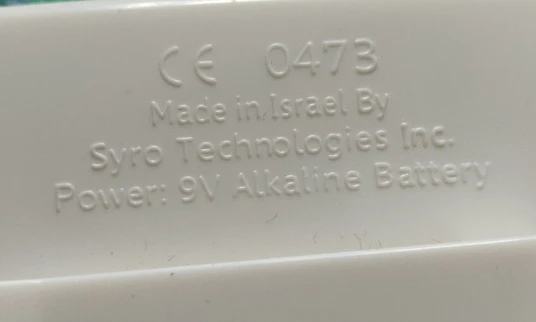 CE 0473
Made in Israel By
Syro Technologies Inc.
Power: 9V Alkaline Battery